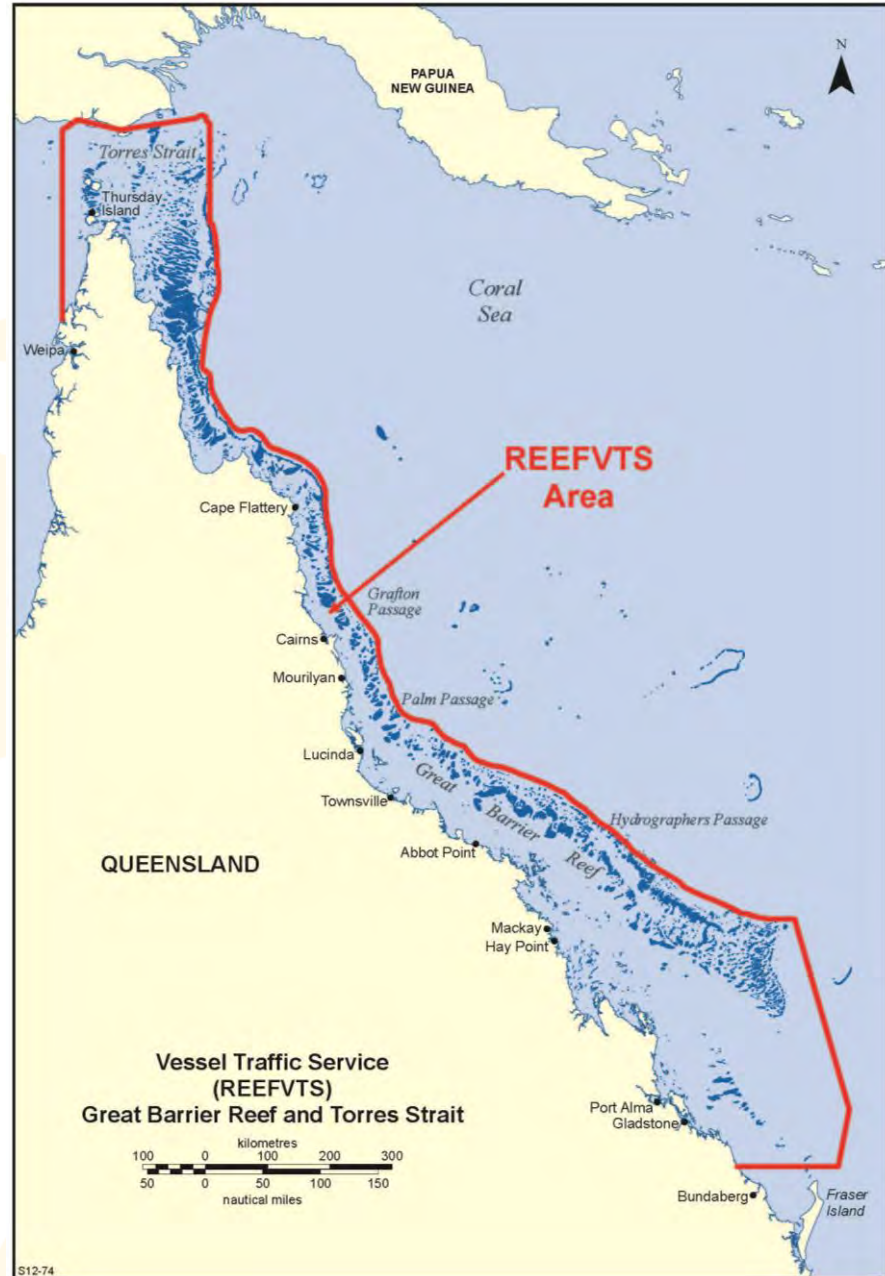 N
PAPUA
NEW GUINEA
Torres Strait
Thursday
Island
Coral
Sea
Weipa
REEFVTS
Area
Cape Flattery
Grafton
Passage
Cairns
Mourilyan
Palm Passage
Lucinda
Great
Barrier
Reef
Townsville
Hydrographers Passage
Abbot Point
QUEENSLAND
Mackay
Hay Point
Vessel Traffic Service
(REEFVTS)
Great Barrier Reef and Torres Strait
kilometres
100 0 100 200 300
50 0 50 100 150
nautical miles
Port Alma
Gladstone
Bundaberg
Fraser
Island
S12-74